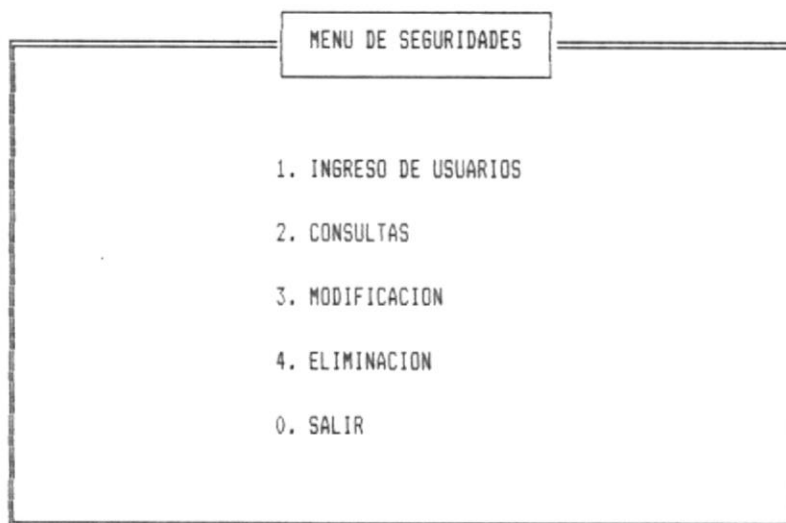 MENU DE SEGURIDADES
1. INGRESO DE USUARIOS
2. CONSULTAS
3. MODIFICACION
4. ELIMINACION
0. SALIR